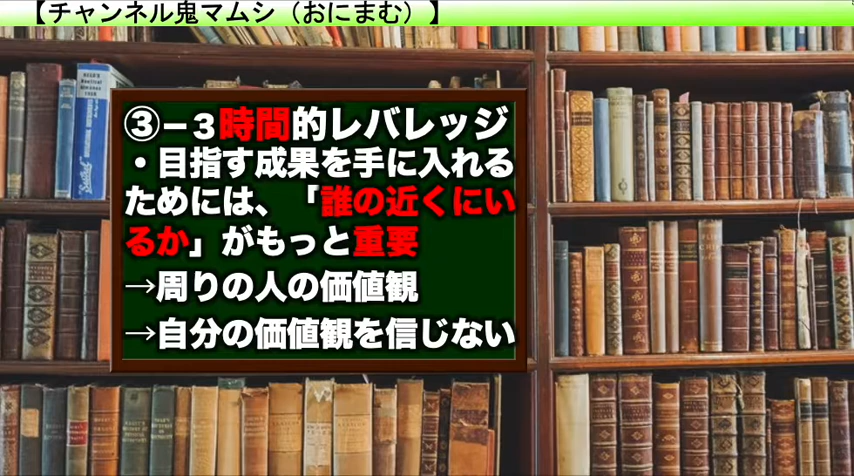 【チャンネル鬼マムシ（おにまむ）】
③－３時間的レバレッジ
・目指す成果を手に入れる
ためには、「誰の近くにい
るか」がもっと重要
→周りの人の価値観
→自分の価値観を信じない